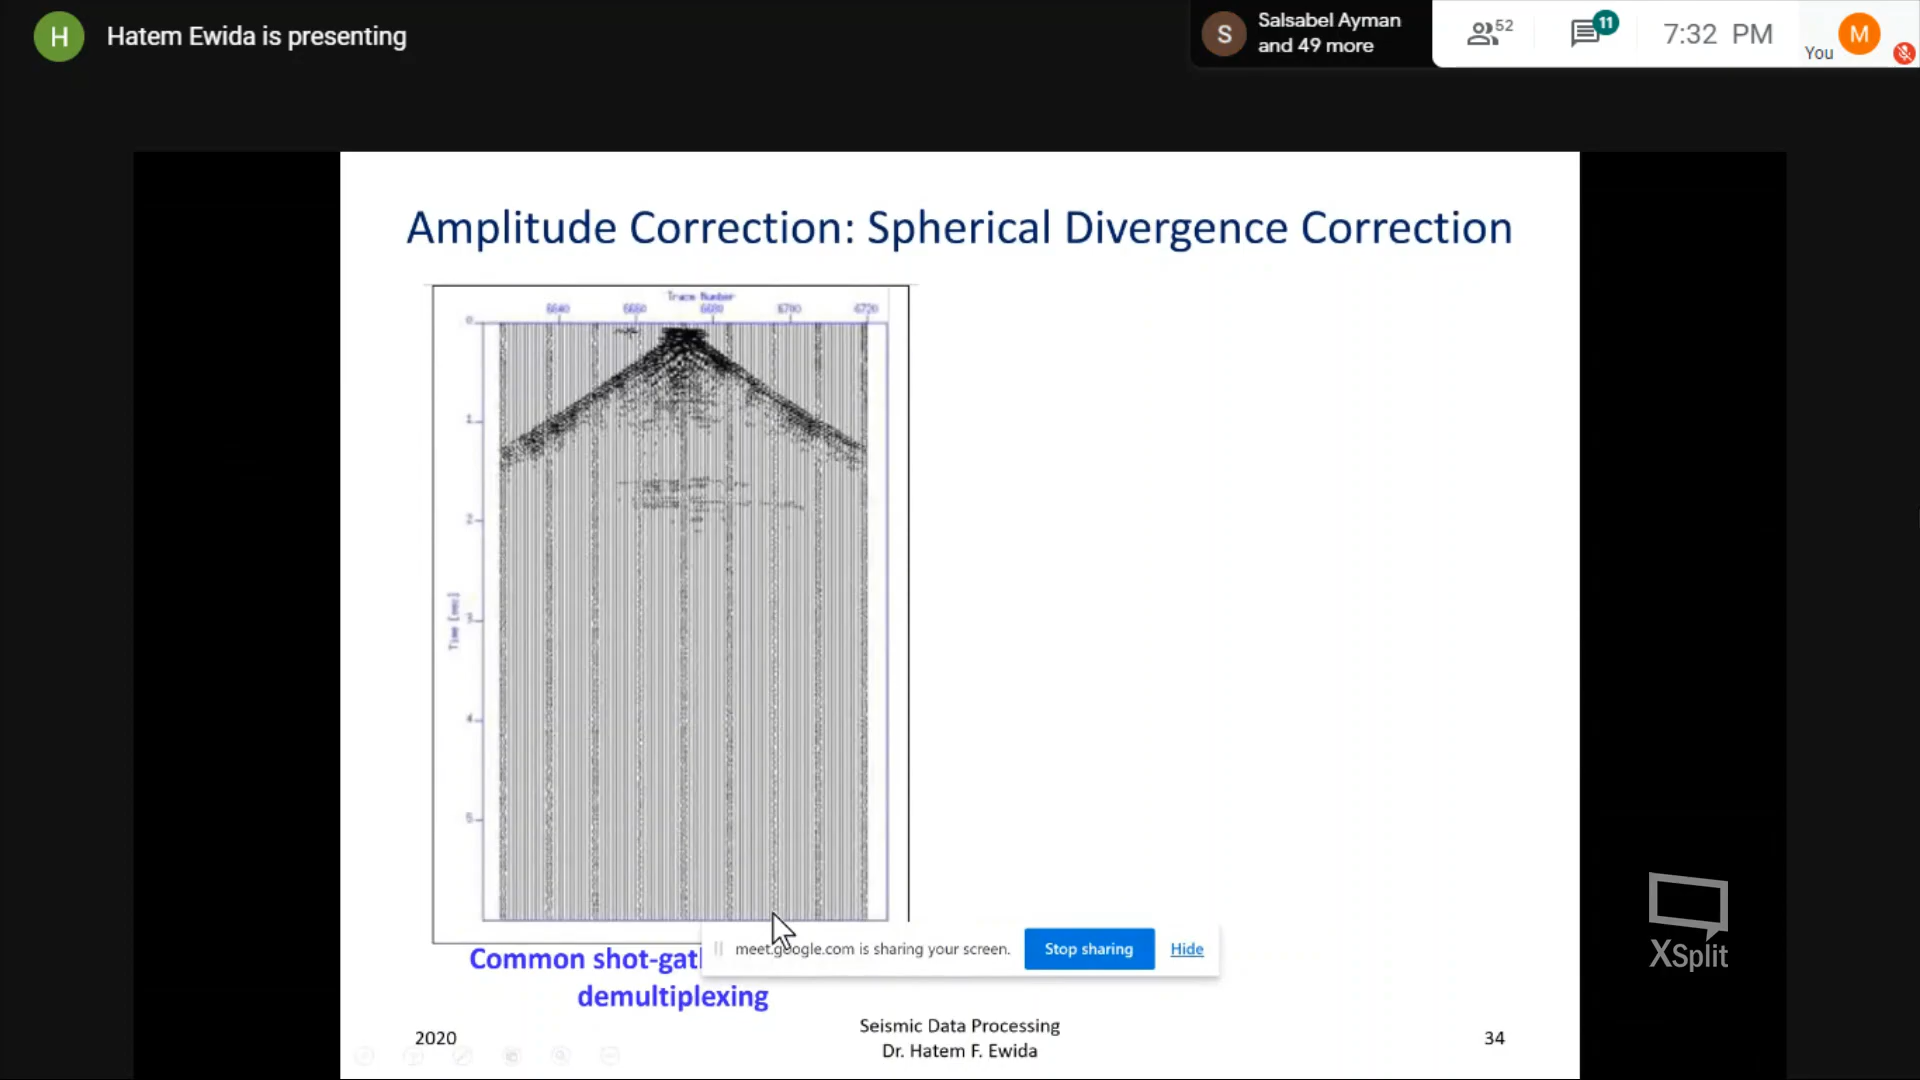 H Hatem Ewida is presenting
S Salsabel Ayman
and 49 more
52
11
7:32 PM
You
M
Amplitude Correction: Spherical Divergence Correction
Trace Number
6640 6660 6680 6700 6720
0
1
2
3
4
5
Time [sec]
meet.google.com is sharing your screen. Stop sharing Hide
Common
demultiplexing
XSplit
2020
Seismic Data Processing
Dr. Hatem F. Ewida
34